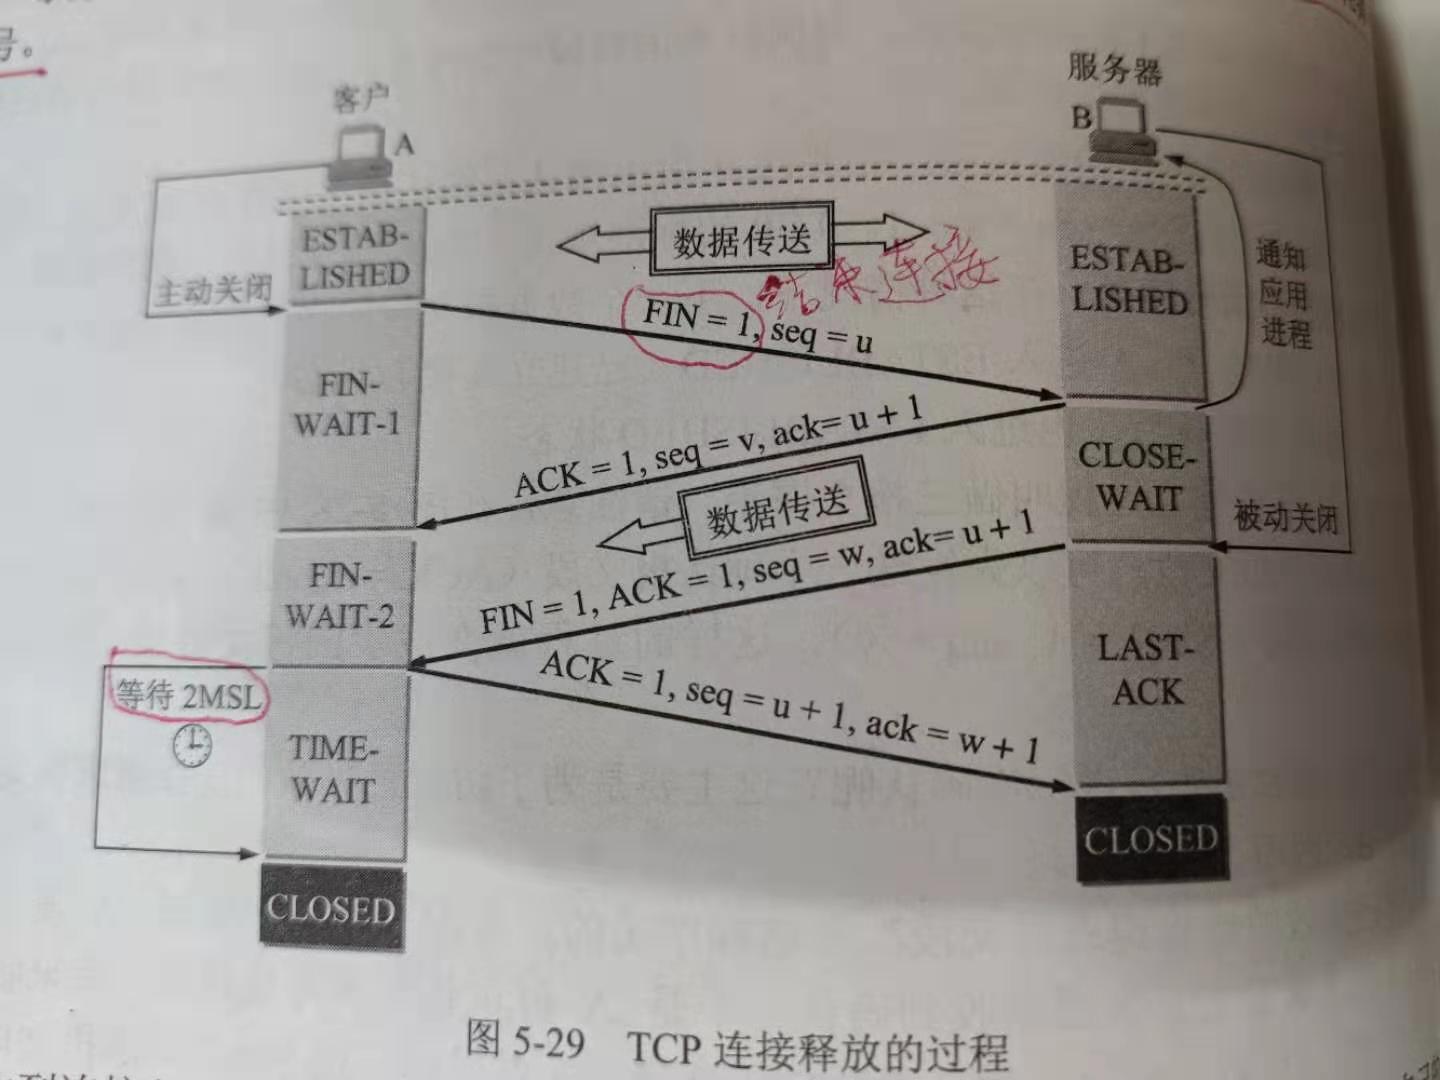 号。
客户
服务器
A
B
ESTAB-
LISHED
数据传送
ESTAB-
LISHED
通知
应用
进程
主动关闭
结束连接
FIN = 1, seq = u
FIN-
WAIT-1
ACK = 1, seq = v, ack= u + 1
CLOSE-
WAIT
数据传送
被动关闭
FIN-
WAIT-2
FIN = 1, ACK = 1, seq = w, ack= u + 1
LAST-
ACK
等待 2MSL
ACK = 1, seq = u + 1, ack = w + 1
TIME-
WAIT
CLOSED
CLOSED
图 5-29 TCP 连接释放的过程